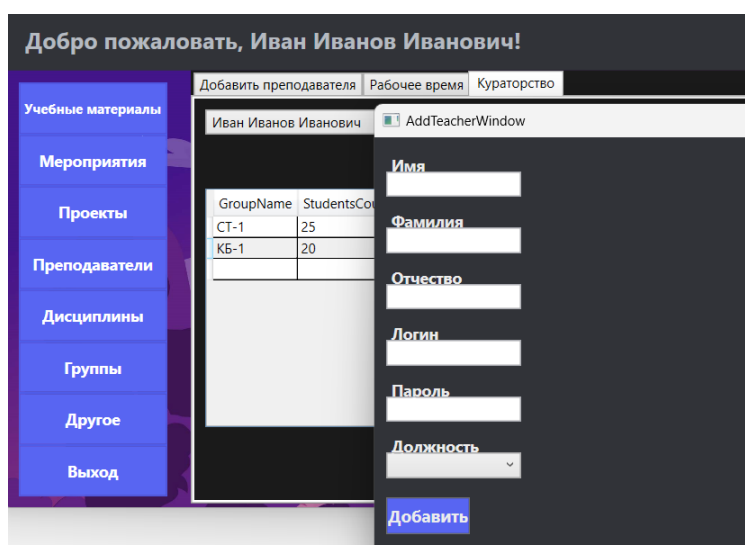 Добро пожаловать, Иван Иванов Иванович!
Учебные материалы
Мероприятия
Проекты
Преподаватели
Дисциплины
Группы
Другое
Выход
Добавить преподавателя Рабочее время Кураторство
Иван Иванов Иванович
GroupName StudentsCou
СТ-1 25
КБ-1 20
AddTeacherWindow
Имя
Фамилия
Отчество
Логин
Пароль
Должность
Добавить